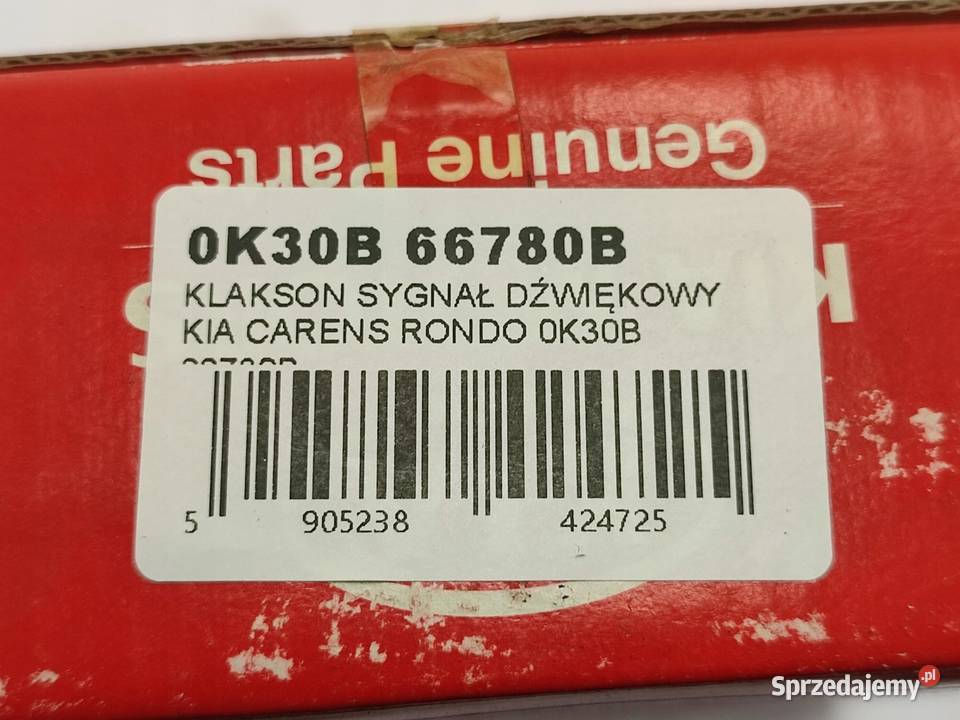 Genuine Parts
0K30B 66780B
KLAKSON SYGNAŁ DŹWIĘKOWY
KIA CARENS RONDO 0K30B
5 905238 424725
Sprzedajemy.pl